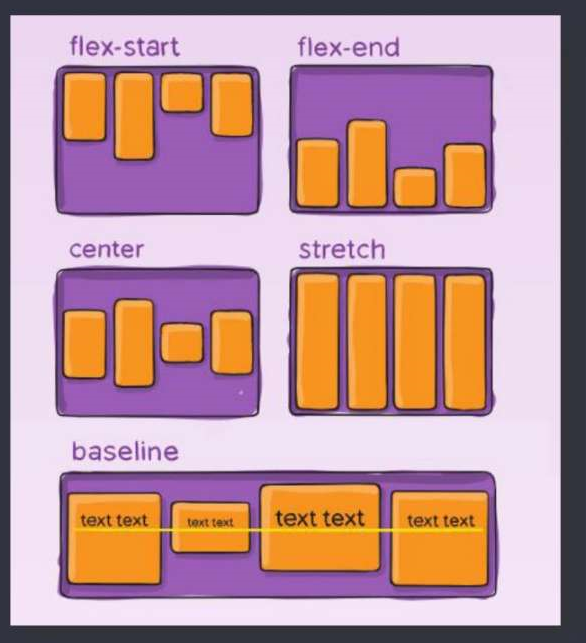 flex-start
flex-end
center
stretch
baseline
text text
text text
text text
text text